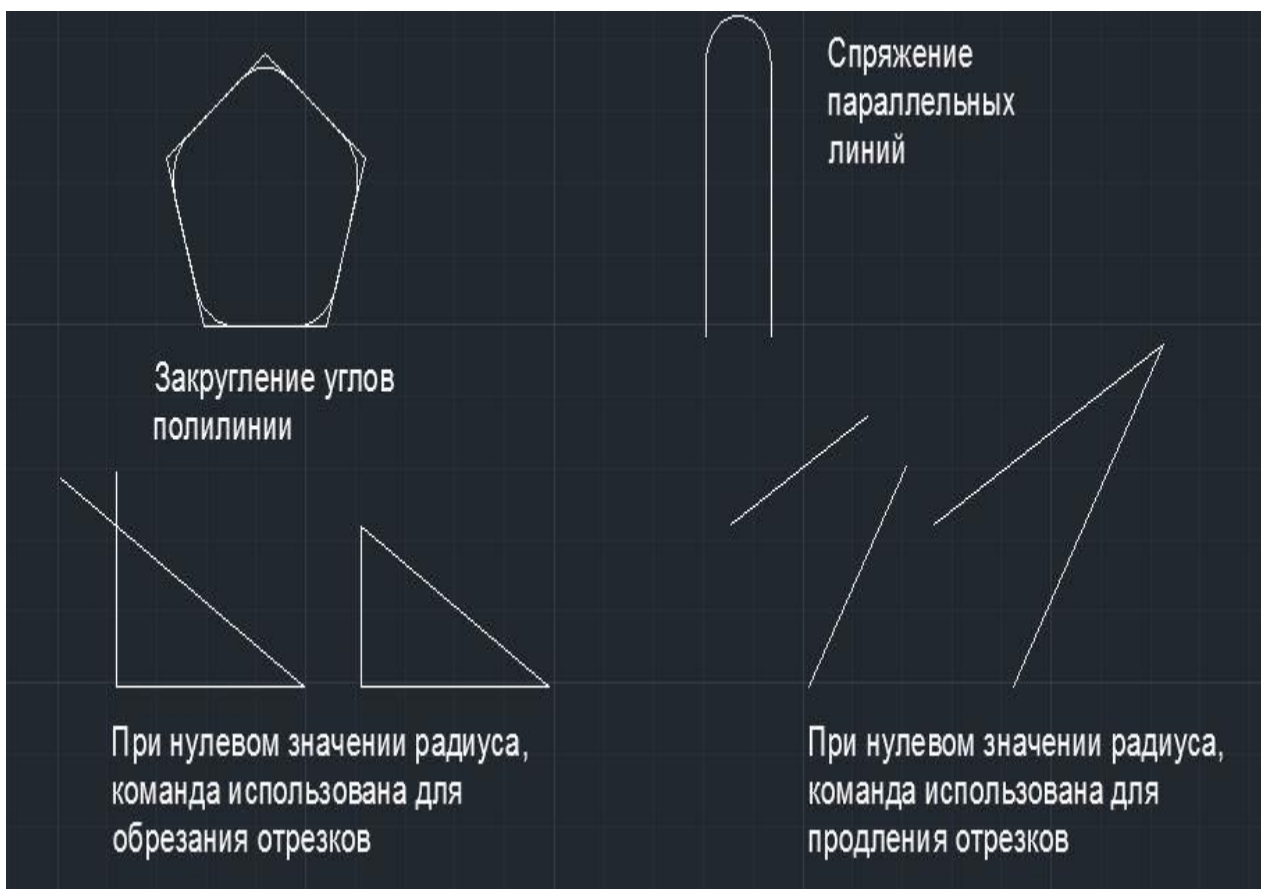 Спряжение
параллельных
линий
Закругление углов
полилинии
При нулевом значении радиуса,
команда использована для
обрезания отрезков
При нулевом значении радиуса,
команда использована для
продления отрезков